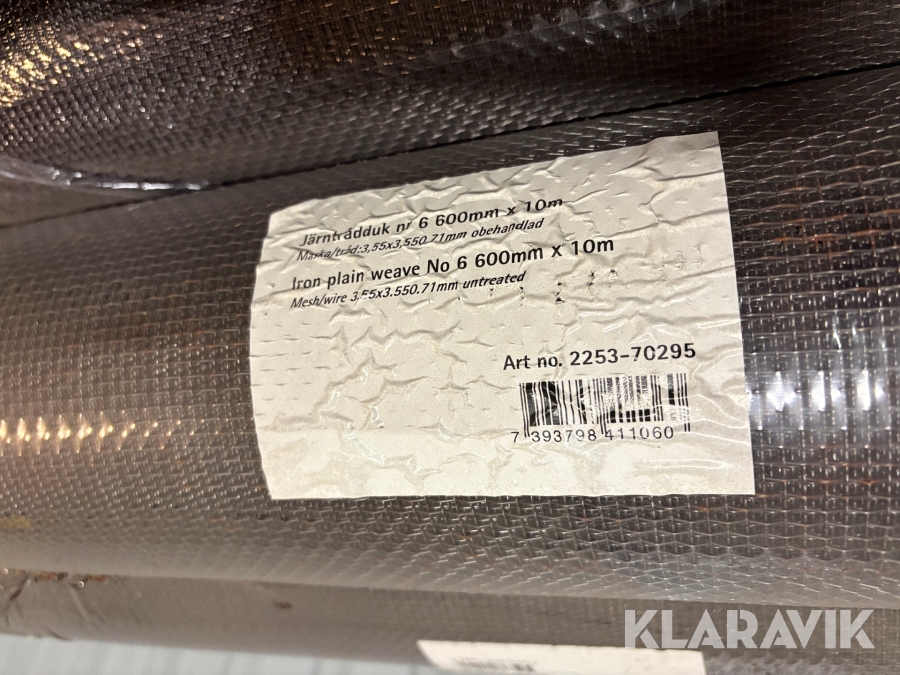 Järntrådduk nr 6 600mm x 10m
Maska/tråd:3,55x3,550.71mm obehandlad
Iron plain weave No 6 600mm x 10m
Mesh/wire 3,55x3.550.71mm untreated
Art no. 2253-70295
7 393798 411060
KLARAVIK